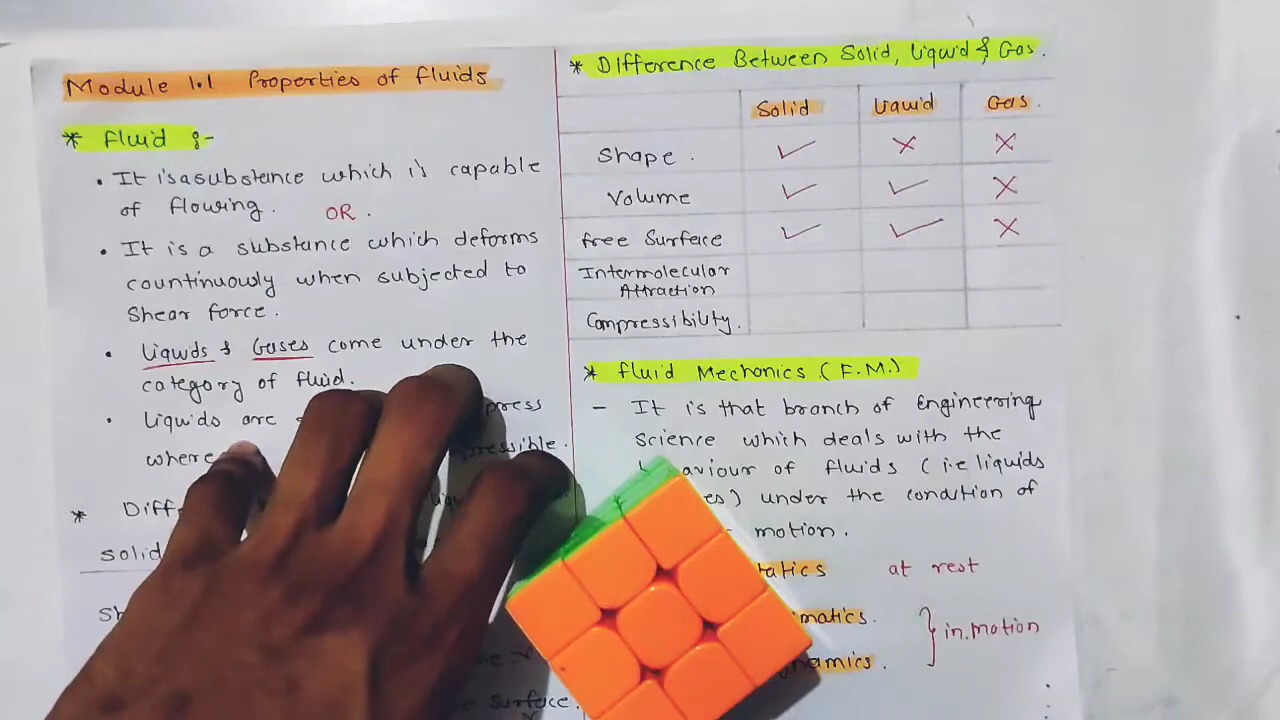 Module 1.1 Properties of fluids
* Fluid :-
• It is a substance which is capable
of flowing. OR.
• It is a substance which deforms
countinuously when subjected to
Shear force.
• Liquids & Gases come under the
category of fluid.
• Liquids are
where
*
solid
* Difference Between Solid, Liquid & Gas.
Solid Liquid Gas.
Shape. ✓ ✗ ✗
Volume ✓ ✓ ✗
free Surface ✓ ✓ ✗
Intermolecular
Attraction
Compressibility.
* fluid Mechanics (F.M.)
- It is that branch of Engineering
science which deals with the
of fluids (i.e liquids
under the condition of
motion.
at rest
} in.motion